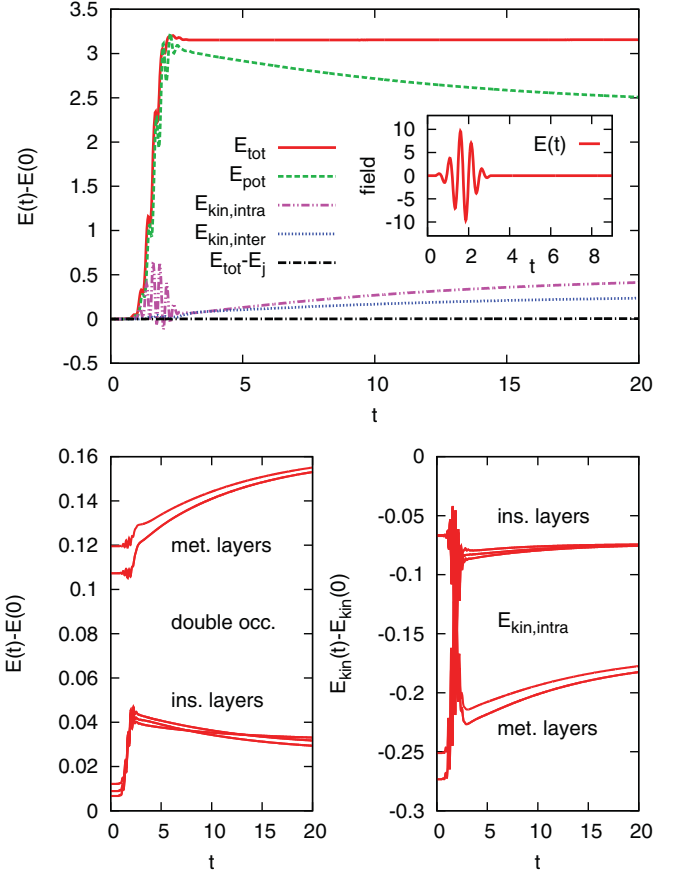 3.5
3
2.5
2
1.5
1
0.5
0
-0.5
E(t)-E(0)
E_tot
E_pot
E_kin,intra
E_kin,inter
E_tot-E_j
10
5
0
-5
-10
field
E(t)
0 2 4 6 8
t
0 5 10 15 20
t
0.16
0.14
0.12
0.1
0.08
0.06
0.04
0.02
0
E(t)-E(0)
met. layers
double occ.
ins. layers
0 5 10 15 20
t
0
-0.05
-0.1
-0.15
-0.2
-0.25
-0.3
E_kin(t)-E_kin(0)
ins. layers
E_kin,intra
met. layers
0 5 10 15 20
t